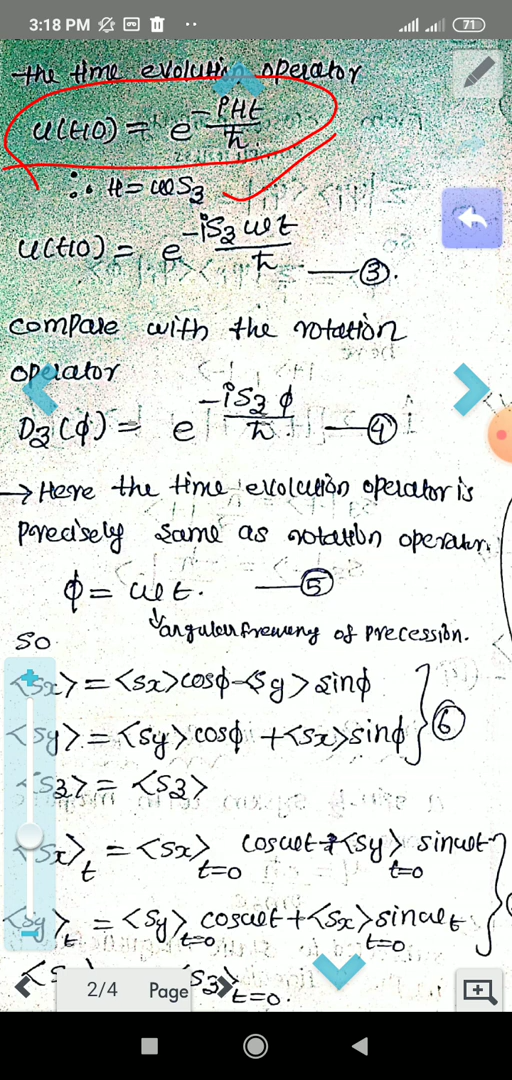 3:18 PM
71
the time evolution operator
U(t,0) = e^{-iHt/ħ}
∴ H = ωS₃
U(t,0) = e^{-iS₃ωt/ħ} —③.
compare with the rotation
operator
D₃(ϕ) = e^{-iS₃ϕ/ħ} —④
→ Here the time evolution operator is
precisely same as rotation operator.
ϕ = ωt. —⑤
of precession.
so
<Sx> = <Sx>cosϕ-<Sy>sinϕ
<Sy> = <Sy>cosϕ +<Sx>sinϕ } ⑥
<S₃> = <S₃>
<Sx>_t = <Sx>_{t=0} cosωt <Sy>_{t=0} sinωt
<Sy>_t = <Sy>_{t=0} cosωt+<Sx>_{t=0} sinωt
S₃>_{t=0}.
2/4 Page